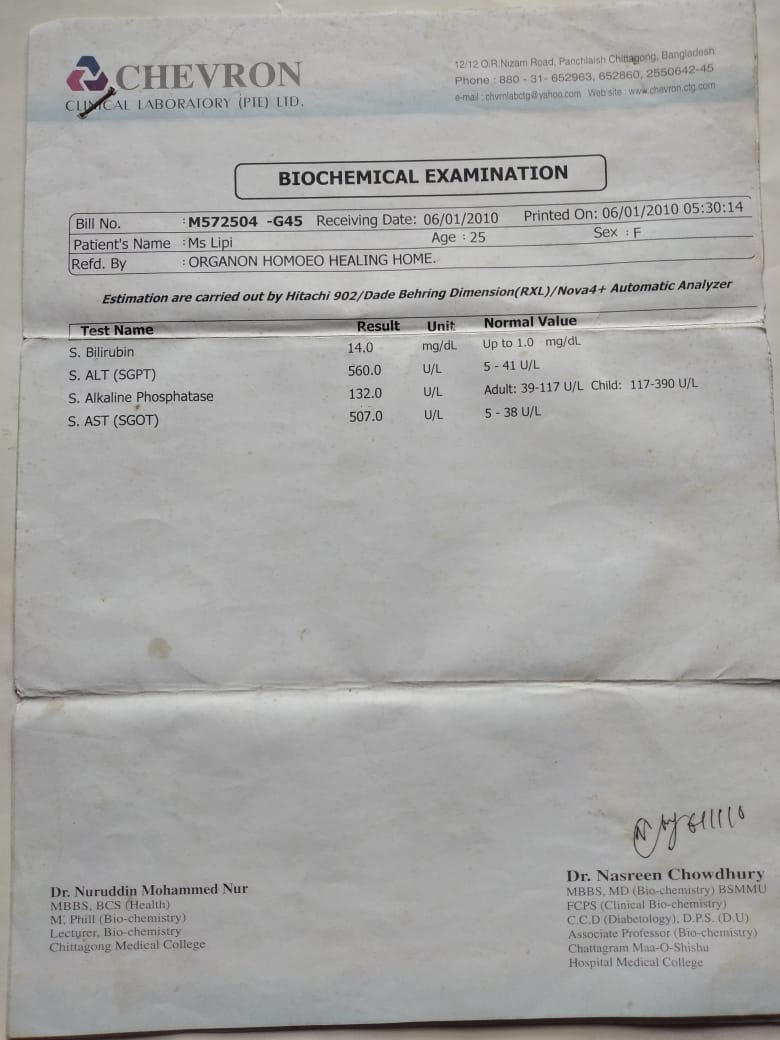 CHEVRON
CLINICAL LABORATORY (PTE) LTD.
12/12 O.R.Nizam Road, Panchlaish Chittagong, Bangladesh
Phone : 880 - 31- 652963, 652860, 2550642-45
e-mail : chvrnlabctg@yahoo.com Web site : www.chevron.ctg.com
BIOCHEMICAL EXAMINATION
Bill No. : M572504 -G45 Receiving Date: 06/01/2010 Printed On: 06/01/2010 05:30:14
Patient's Name : Ms Lipi Age : 25 Sex : F
Refd. By : ORGANON HOMOEO HEALING HOME.
Estimation are carried out by Hitachi 902/Dade Behring Dimension(RXL)/Nova4+ Automatic Analyzer
Test Name Result Unit Normal Value
S. Bilirubin 14.0 mg/dL Up to 1.0 mg/dL
S. ALT (SGPT) 560.0 U/L 5 - 41 U/L
S. Alkaline Phosphatase 132.0 U/L Adult: 39-117 U/L Child: 117-390 U/L
S. AST (SGOT) 507.0 U/L 5 - 38 U/L
Dr. Nuruddin Mohammed Nur
MBBS, BCS (Health)
M. Phill (Bio-chemistry)
Lecturer, Bio-chemistry
Chittagong Medical College
Dr. Nasreen Chowdhury
MBBS, MD (Bio-chemistry) BSMMU
FCPS (Clinical Bio-chemistry)
C.C.D (Diabetology), D.P.S. (D.U)
Associate Professor (Bio-chemistry)
Chattagram Maa-O-Shishu
Hospital Medical College